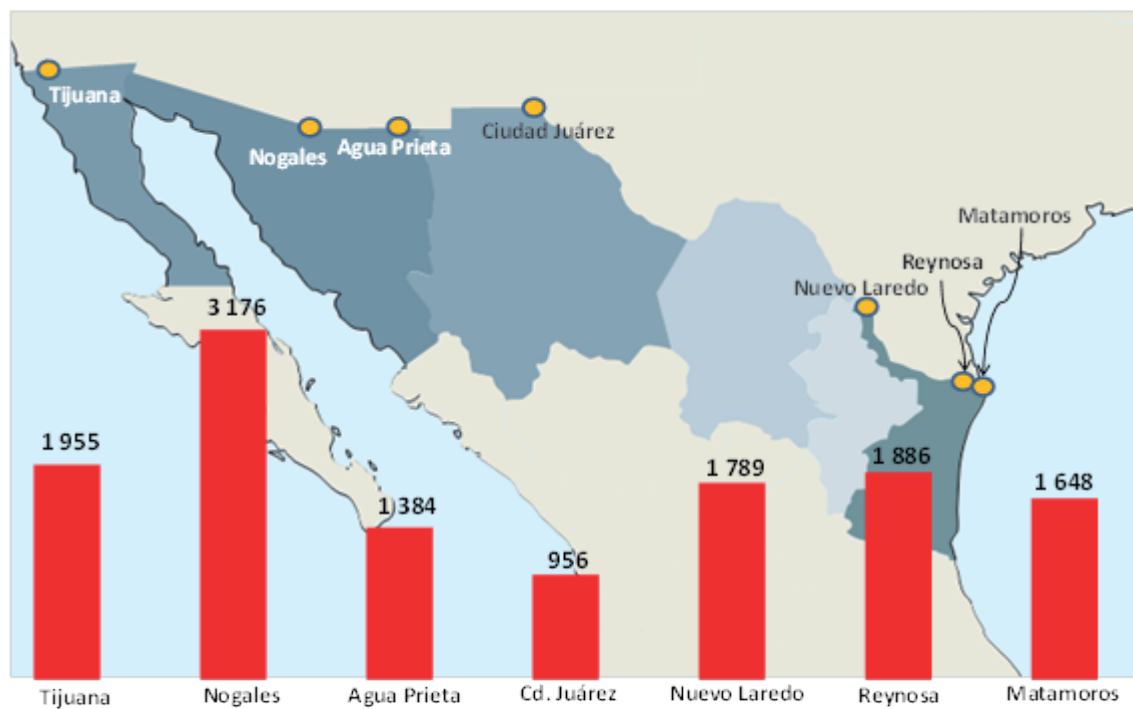 Tijuana
Nogales
Agua Prieta
Ciudad Juárez
Matamoros
Reynosa
Nuevo Laredo
3 176
1 955
1 384
956
1 789
1 886
1 648
Tijuana
Nogales
Agua Prieta
Cd. Juárez
Nuevo Laredo
Reynosa
Matamoros